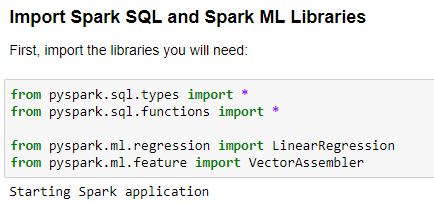 Import Spark SQL and Spark ML Libraries
First, import the libraries you will need:
from pyspark.sql.types import *
from pyspark.sql.functions import *
from pyspark.ml.regression import LinearRegression
from pyspark.ml.feature import VectorAssembler
Starting Spark application